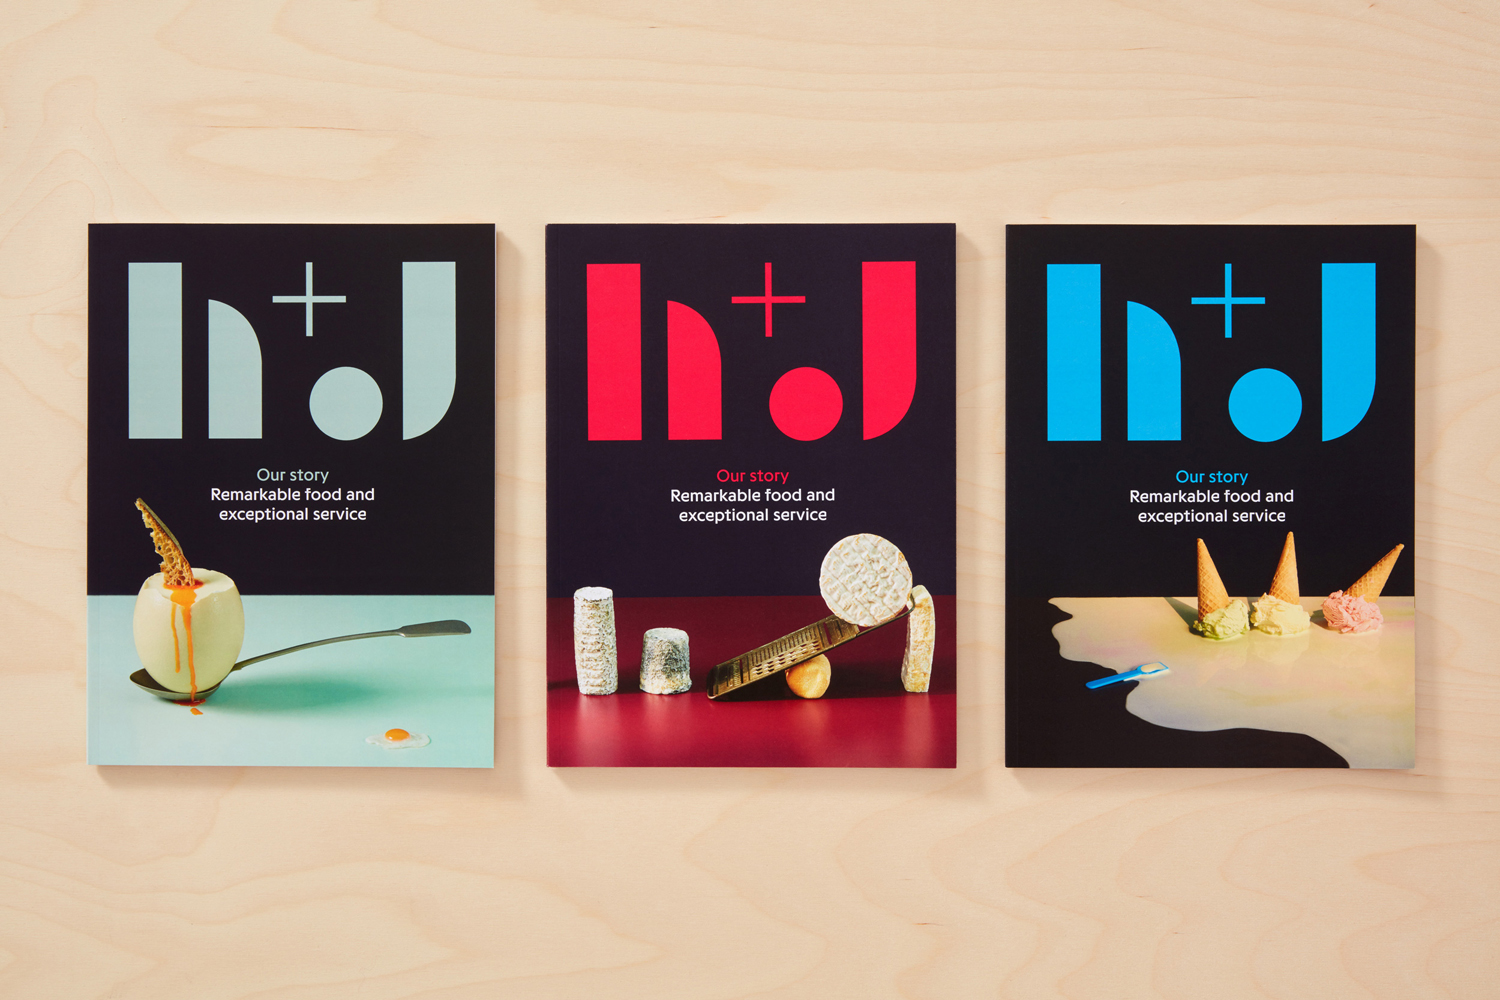 h+J
Our story
Remarkable food and
exceptional service
h+J
Our story
Remarkable food and
exceptional service
h+J
Our story
Remarkable food and
exceptional service